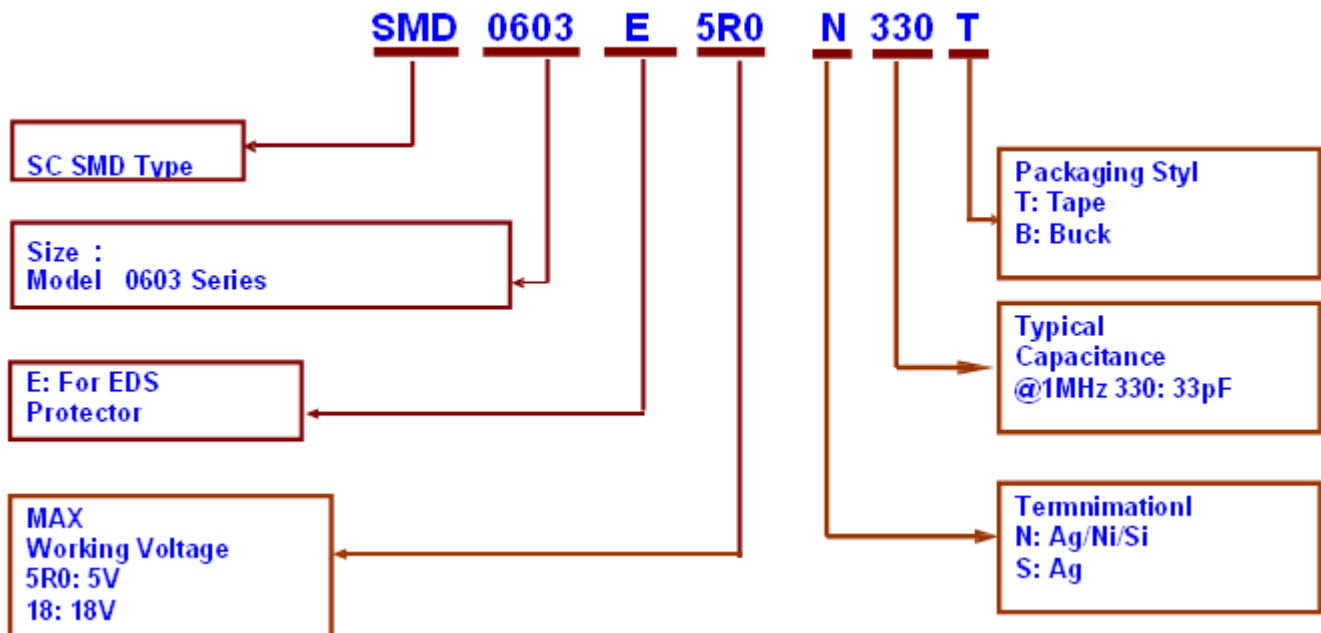 SMD 0603 E 5R0 N 330 T
SC SMD Type
Size :
Model 0603 Series
E: For EDS
Protector
MAX
Working Voltage
5R0: 5V
18: 18V
Packaging Styl
T: Tape
B: Buck
Typical
Capacitance
@1MHz 330: 33pF
Termnimationl
N: Ag/Ni/Si
S: Ag